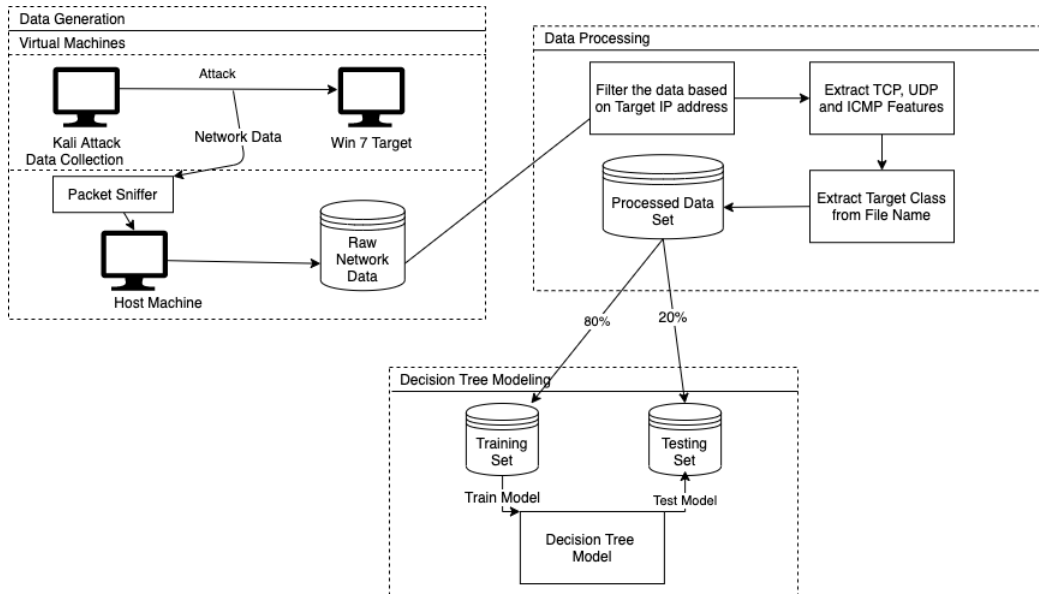 Data Generation
Virtual Machines
Attack
Kali Attack
Win 7 Target
Network Data
Data Collection
Packet Sniffer
Host Machine
Raw
Network
Data
Data Processing
Filter the data based
on Target IP address
Extract TCP, UDP
and ICMP Features
Extract Target Class
from File Name
Processed Data
Set
80%
20%
Decision Tree Modeling
Training
Set
Testing
Set
Train Model
Test Model
Decision Tree
Model